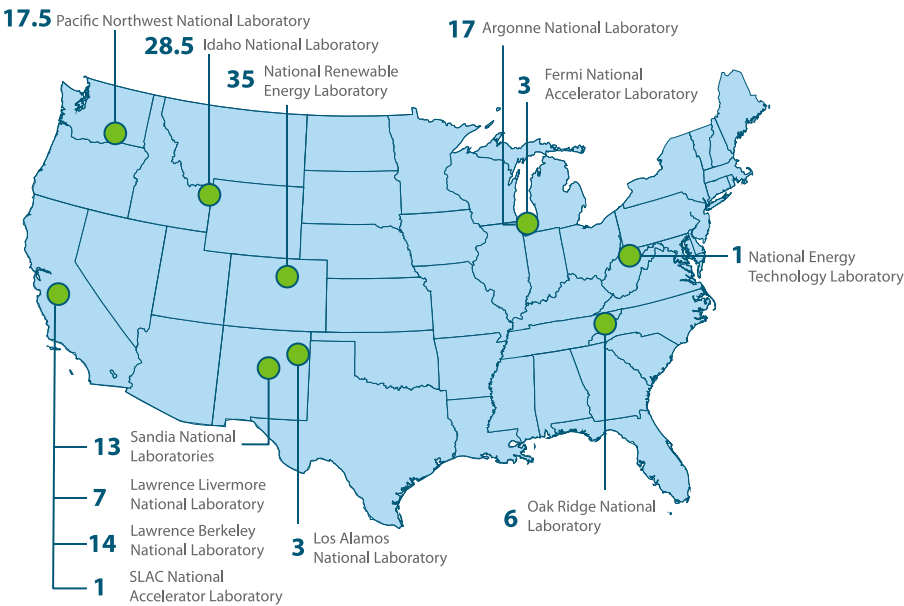 17.5 Pacific Northwest National Laboratory
28.5 Idaho National Laboratory
35 National Renewable
Energy Laboratory
17 Argonne National Laboratory
3 Fermi National
Accelerator Laboratory
1 National Energy
Technology Laboratory
13 Sandia National
Laboratories
7 Lawrence Livermore
National Laboratory
14 Lawrence Berkeley
National Laboratory
1 SLAC National
Accelerator Laboratory
3 Los Alamos
National Laboratory
6 Oak Ridge National
Laboratory